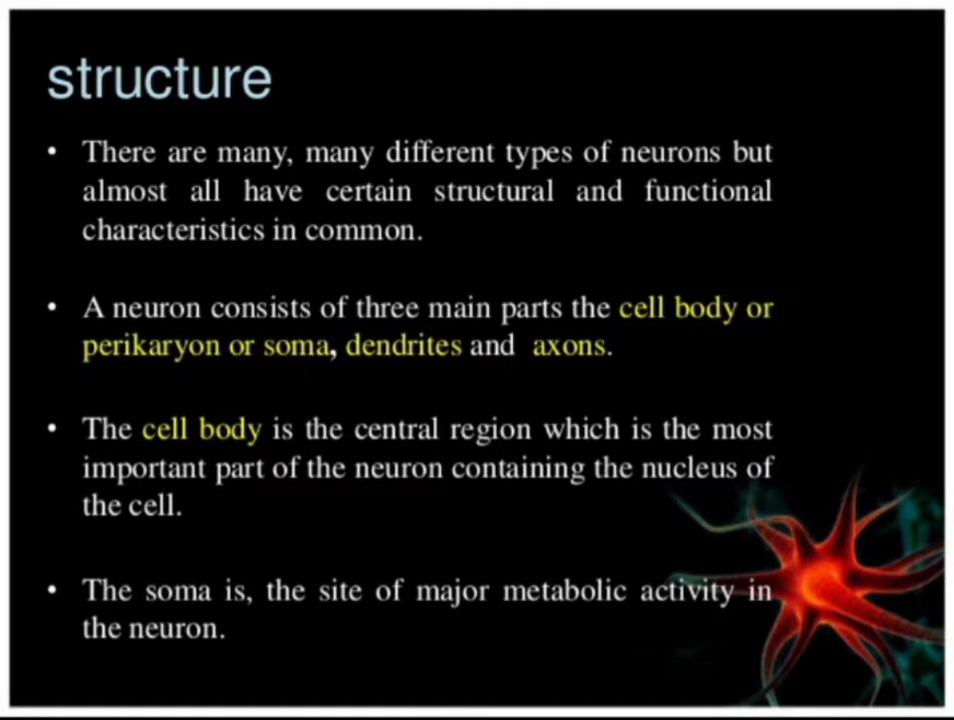 structure
• There are many, many different types of neurons but
almost all have certain structural and functional
characteristics in common.
• A neuron consists of three main parts the cell body or
perikaryon or soma, dendrites and axons.
• The cell body is the central region which is the most
important part of the neuron containing the nucleus of
the cell.
• The soma is, the site of major metabolic activity in
the neuron.